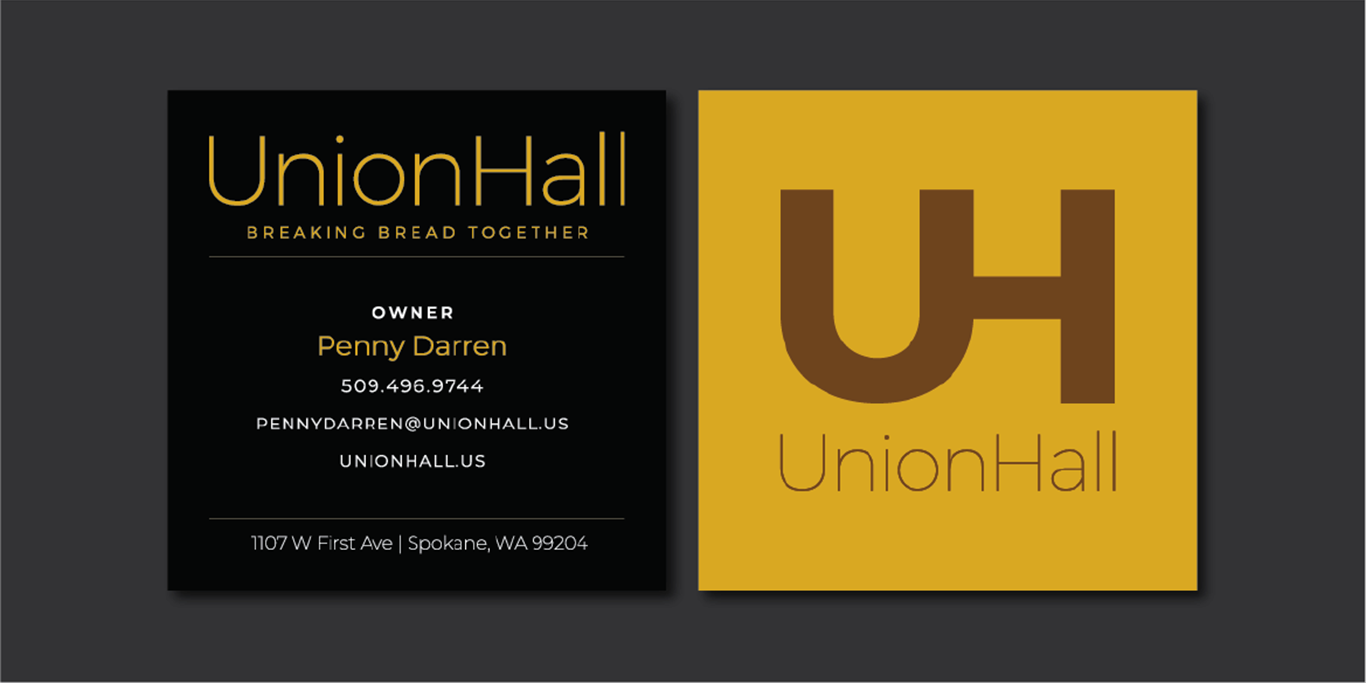 UnionHall
BREAKING BREAD TOGETHER
OWNER
Penny Darren
509.496.9744
PENNYDARREN@UNIONHALL.US
UNIONHALL.US
1107 W First Ave | Spokane, WA 99204
UH
UnionHall